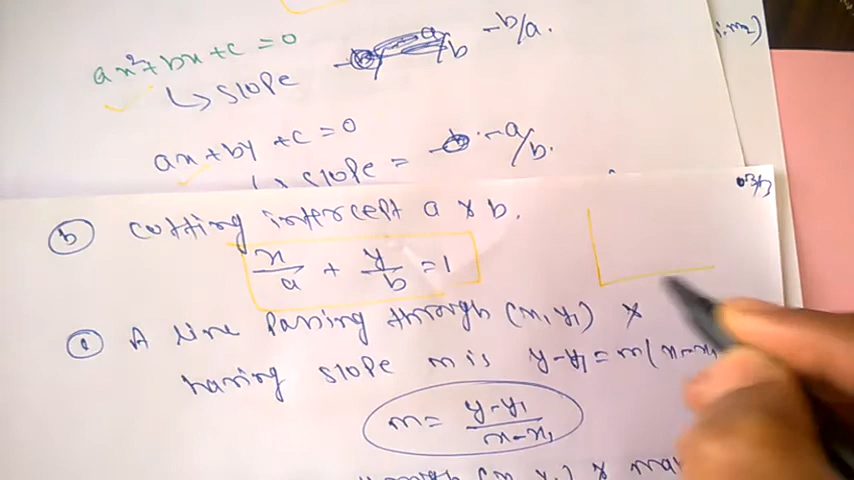 ax²+bx+c=0
↳ slope -b/a.
ax+by+c=0
slope = -a/b.
ⓑ cutting intercept a & b.
x/a + y/b = 1
A line passing through (x, y₁) &
having slope m is y-y₁=m(x-x₁
m= y-y₁/x-x₁
through (x, y,) &